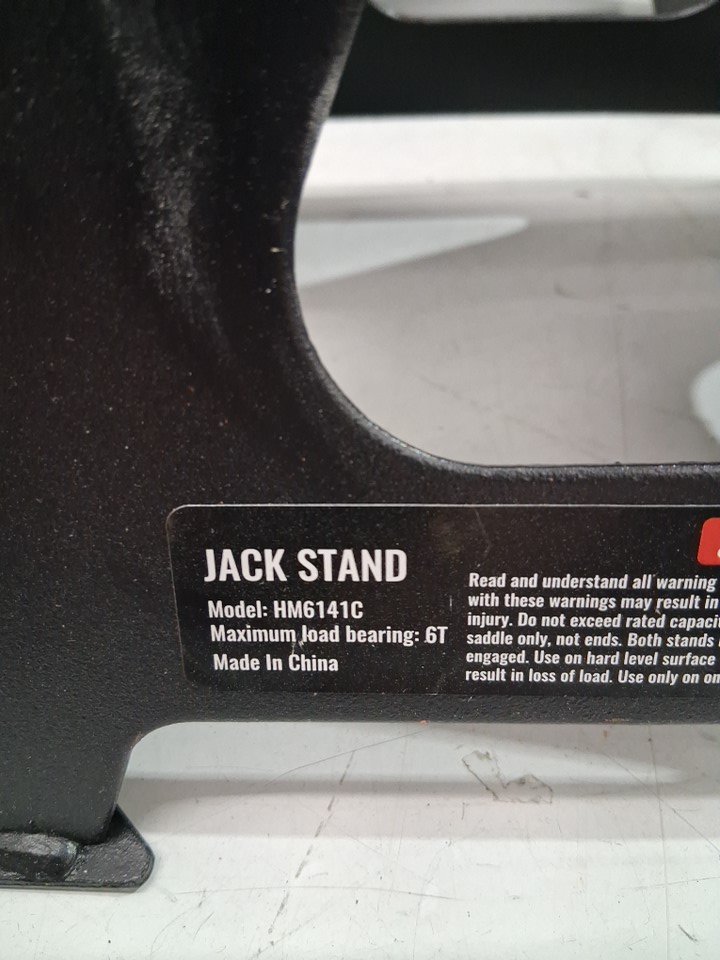 JACK STAND
Model: HM6141C
Maximum load bearing: 6T
Made In China
Read and understand all warning
with these warnings may result in
injury. Do not exceed rated capaci
saddle only, not ends. Both stands
engaged. Use on hard level surface
result in loss of load. Use only on on